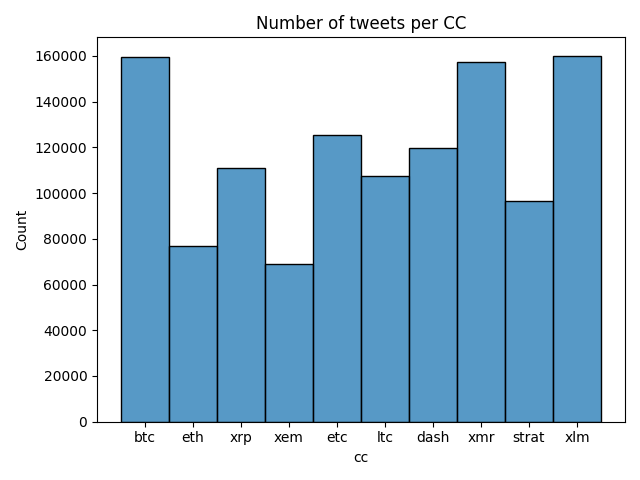 Number of tweets per CC
Count
160000
140000
120000
100000
80000
60000
40000
20000
0
btc eth xrp xem etc ltc dash xmr strat xlm
cc